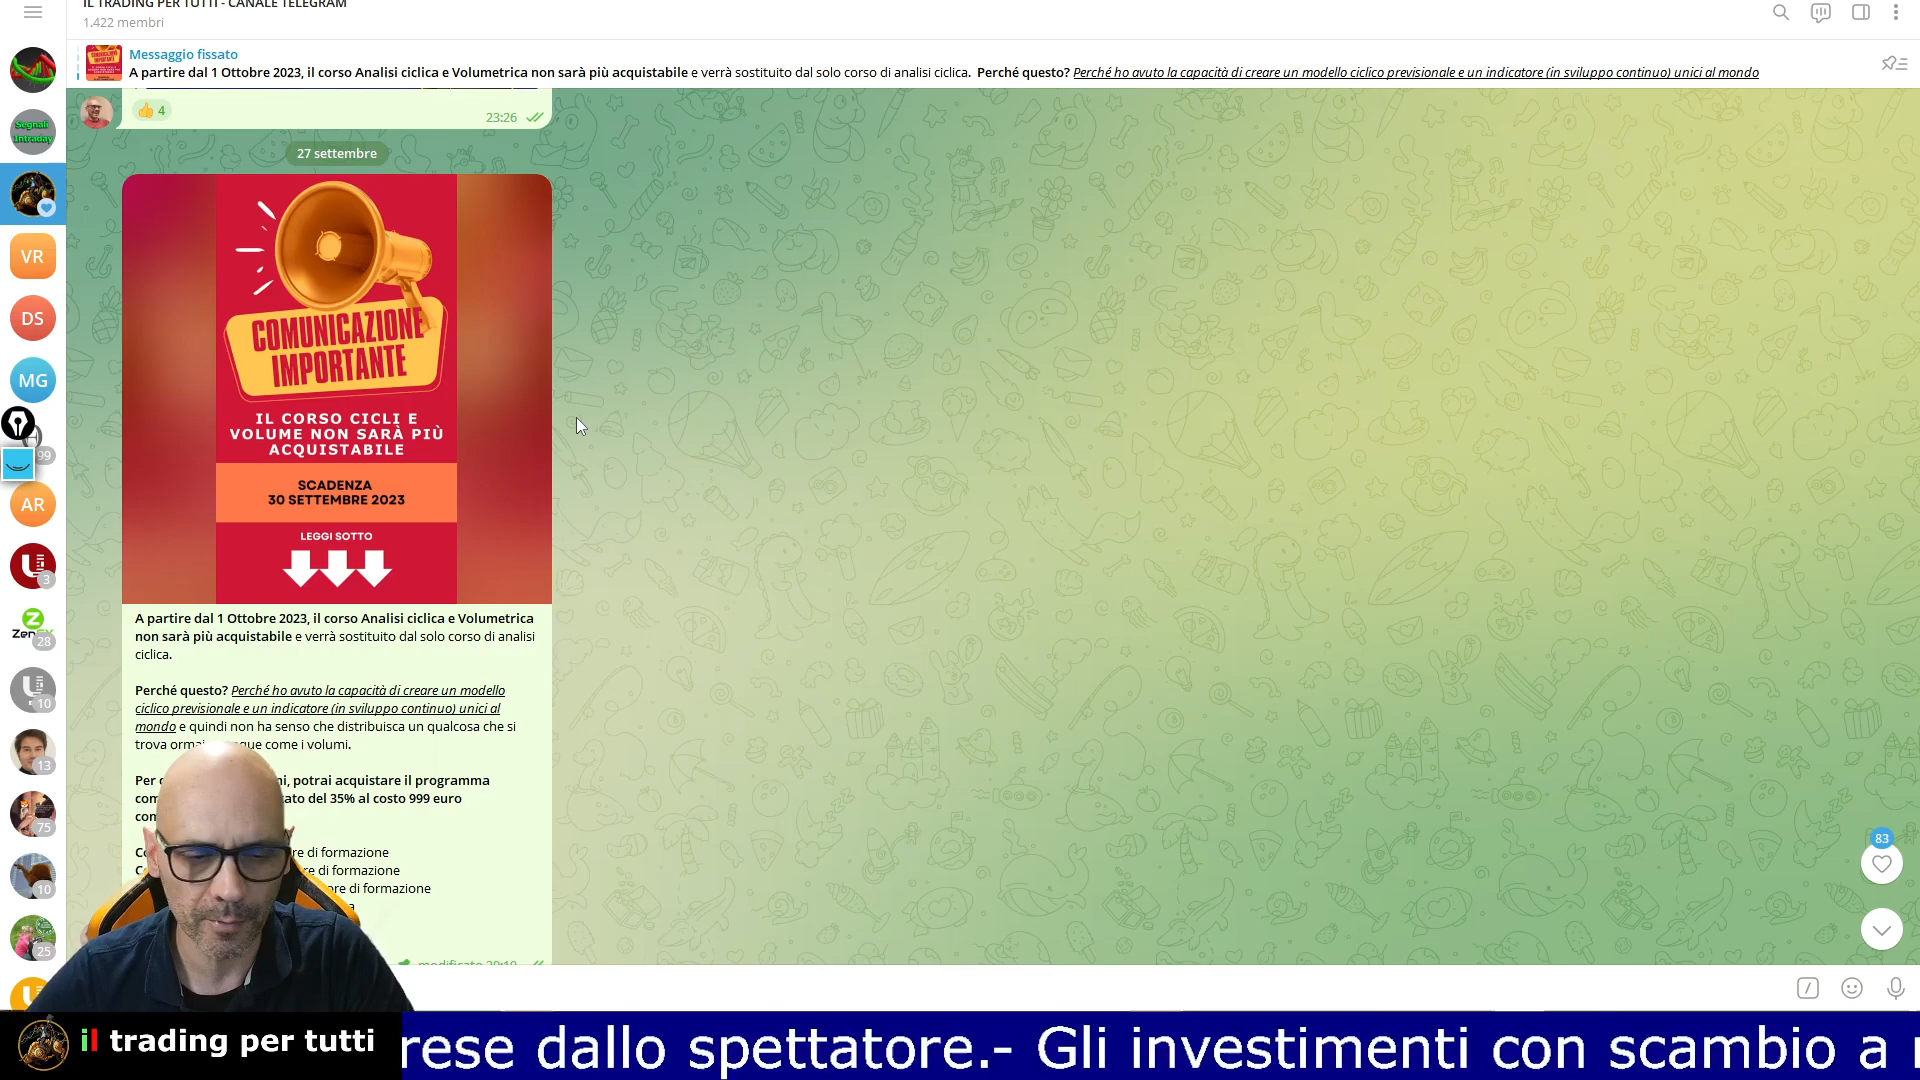 IL TRADING PER TUTTI - CANALE TELEGRAM
1.422 membri
Messaggio fissato
A partire dal 1 Ottobre 2023, il corso Analisi ciclica e Volumetrica non sarà più acquistabile e verrà sostituito dal solo corso di analisi ciclica. Perché questo? Perché ho avuto la capacità di creare un modello ciclico previsionale e un indicatore (in sviluppo continuo) unici al mondo
4
23:26
27 settembre
Segnali
Intraday
VR
DS
MG
99
AR
3
28
10
13
75
10
25
COMUNICAZIONE
IMPORTANTE
IL CORSO CICLI E
VOLUME NON SARÀ PIÙ
ACQUISTABILE
SCADENZA
30 SETTEMBRE 2023
LEGGI SOTTO
A partire dal 1 Ottobre 2023, il corso Analisi ciclica e Volumetrica
non sarà più acquistabile e verrà sostituito dal solo corso di analisi
ciclica.
Perché questo? Perché ho avuto la capacità di creare un modello
ciclico previsionale e un indicatore (in sviluppo continuo) unici al
mondo e quindi non ha senso che distribuisca un qualcosa che si
trova come i volumi.
Per potrai acquistare il programma
del 35% al costo 999 euro
di formazione
di formazione
di formazione
modificato 20:19
83
il trading per tutti
rese dallo spettatore.- Gli investimenti con scambio a